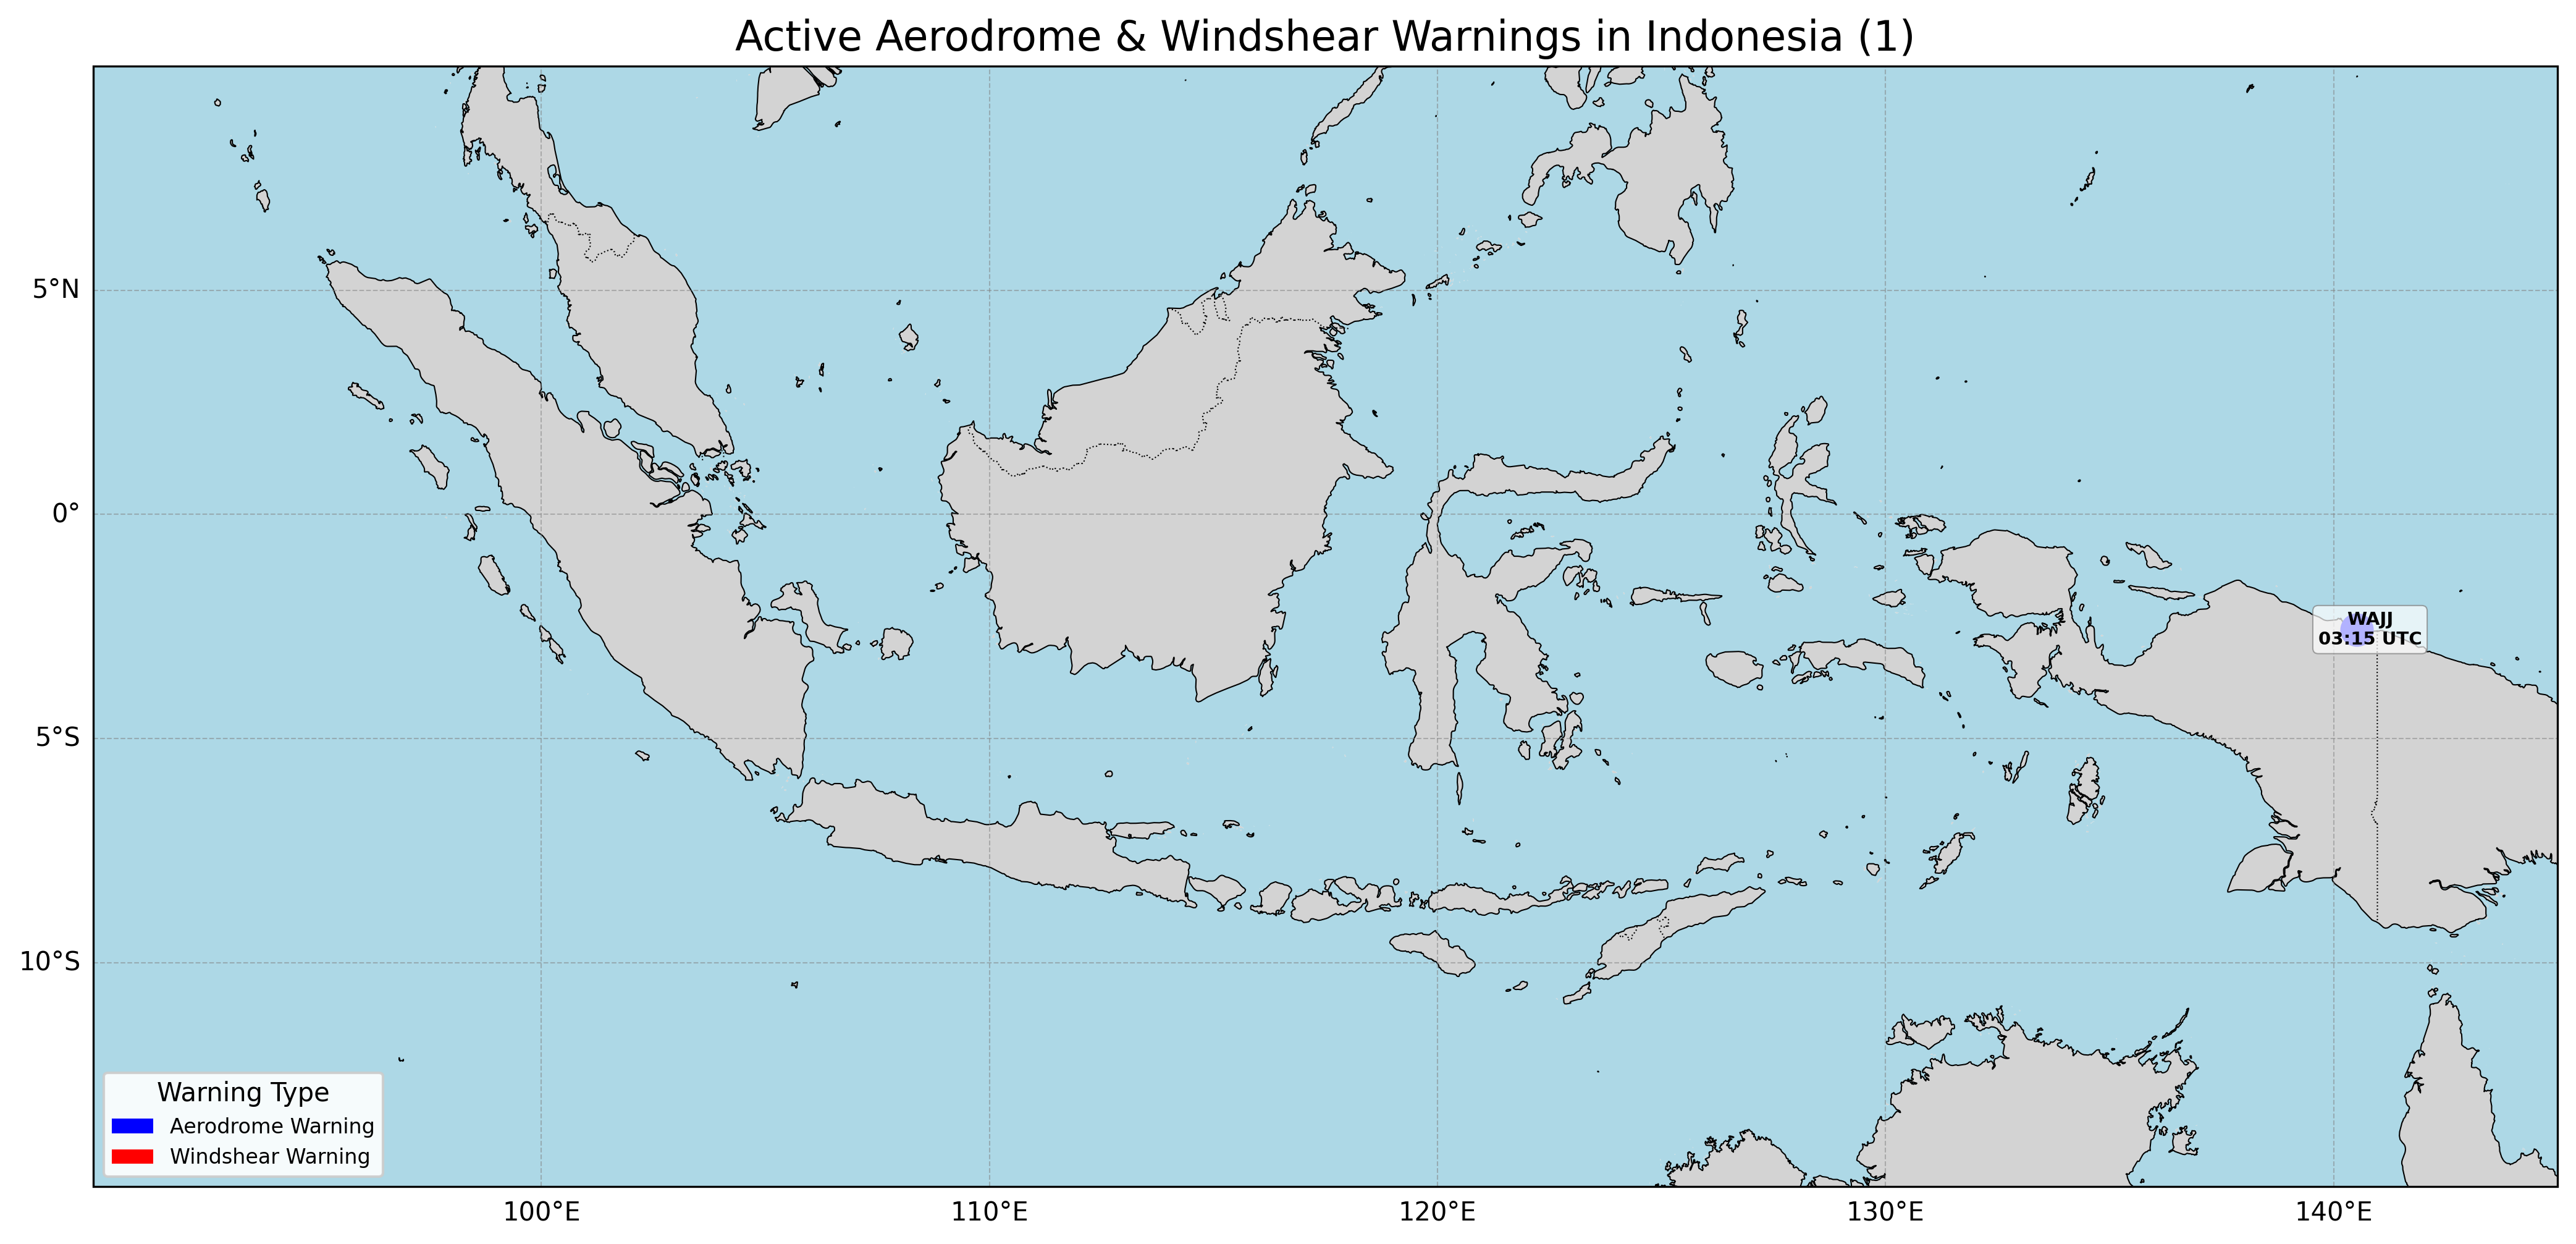 Active Aerodrome & Windshear Warnings in Indonesia (1)
5°N
0°
5°S
10°S
WAJJ
03:15 UTC
Warning Type
Aerodrome Warning
Windshear Warning
100°E
110°E
120°E
130°E
140°E